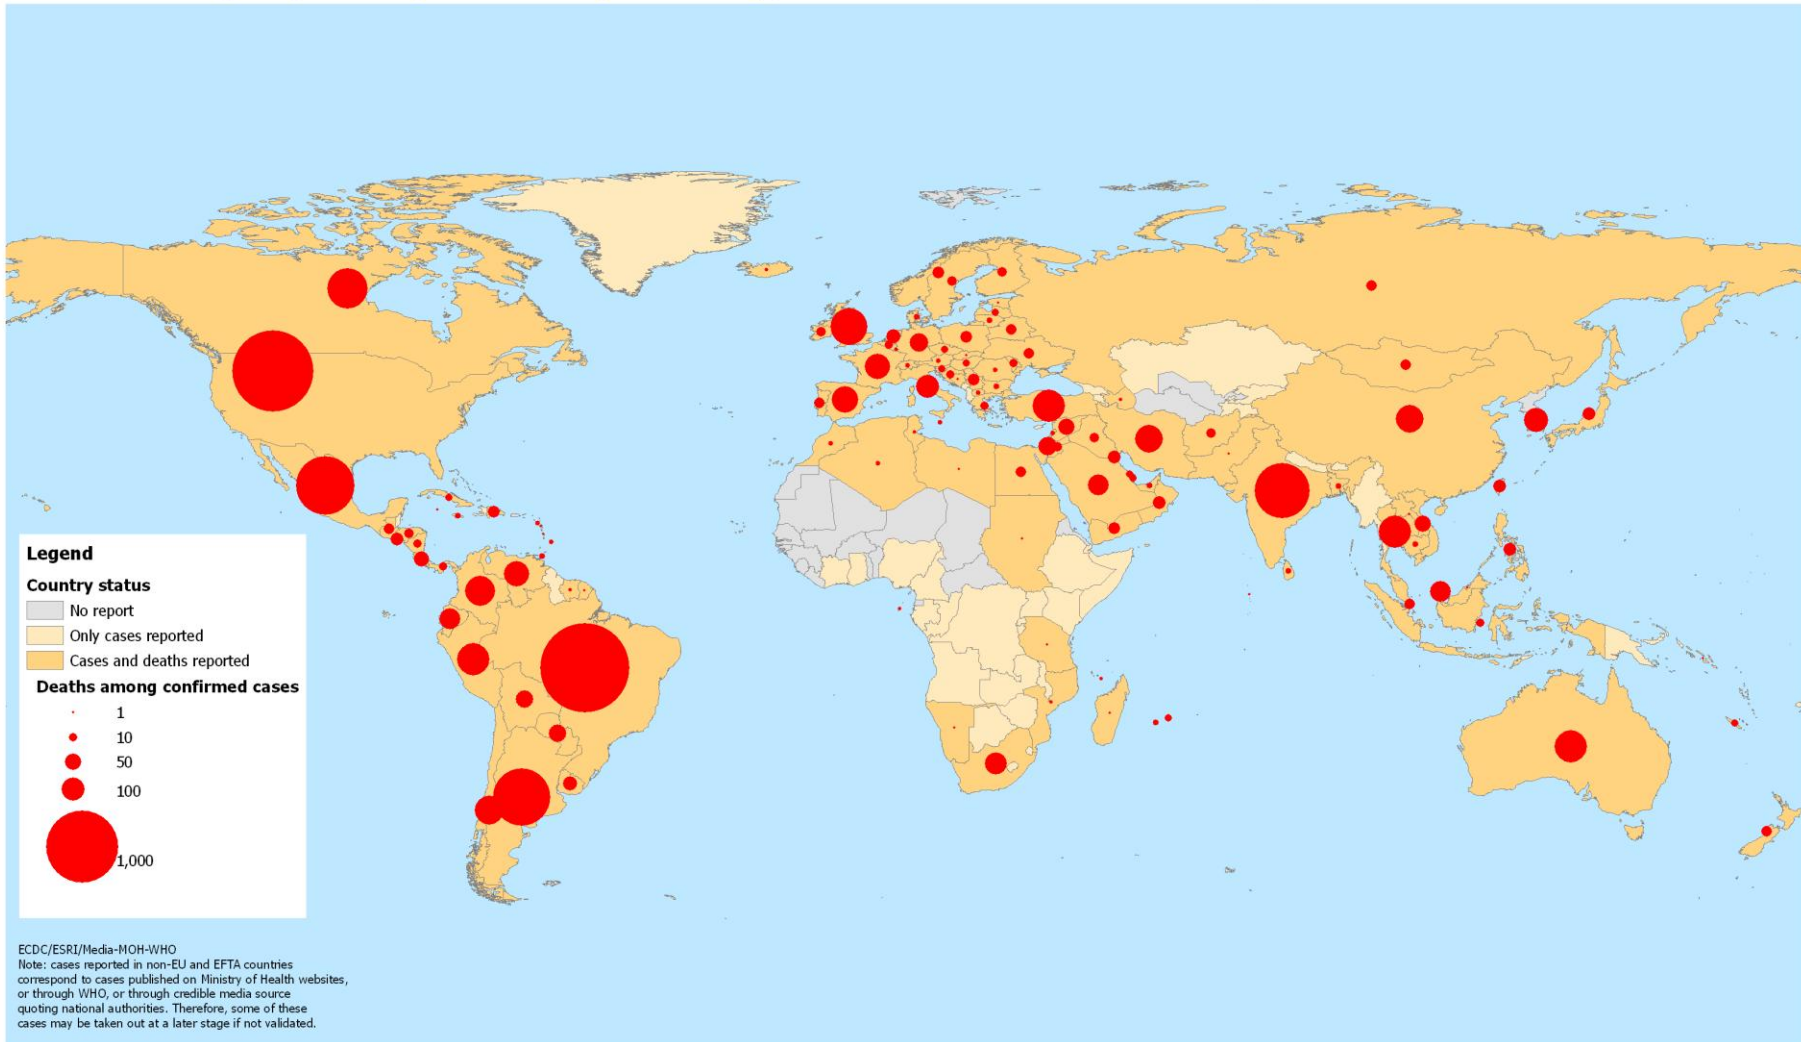 Legend
Country status
No report
Only cases reported
Cases and deaths reported
Deaths among confirmed cases
1
10
50
100
1,000
ECDC/ESRI/Media-MOH-WHO
Note: cases reported in non-EU and EFTA countries
correspond to cases published on Ministry of Health websites,
or through WHO, or through credible media source
quoting national authorities. Therefore, some of these
cases may be taken out at a later stage if not validated.